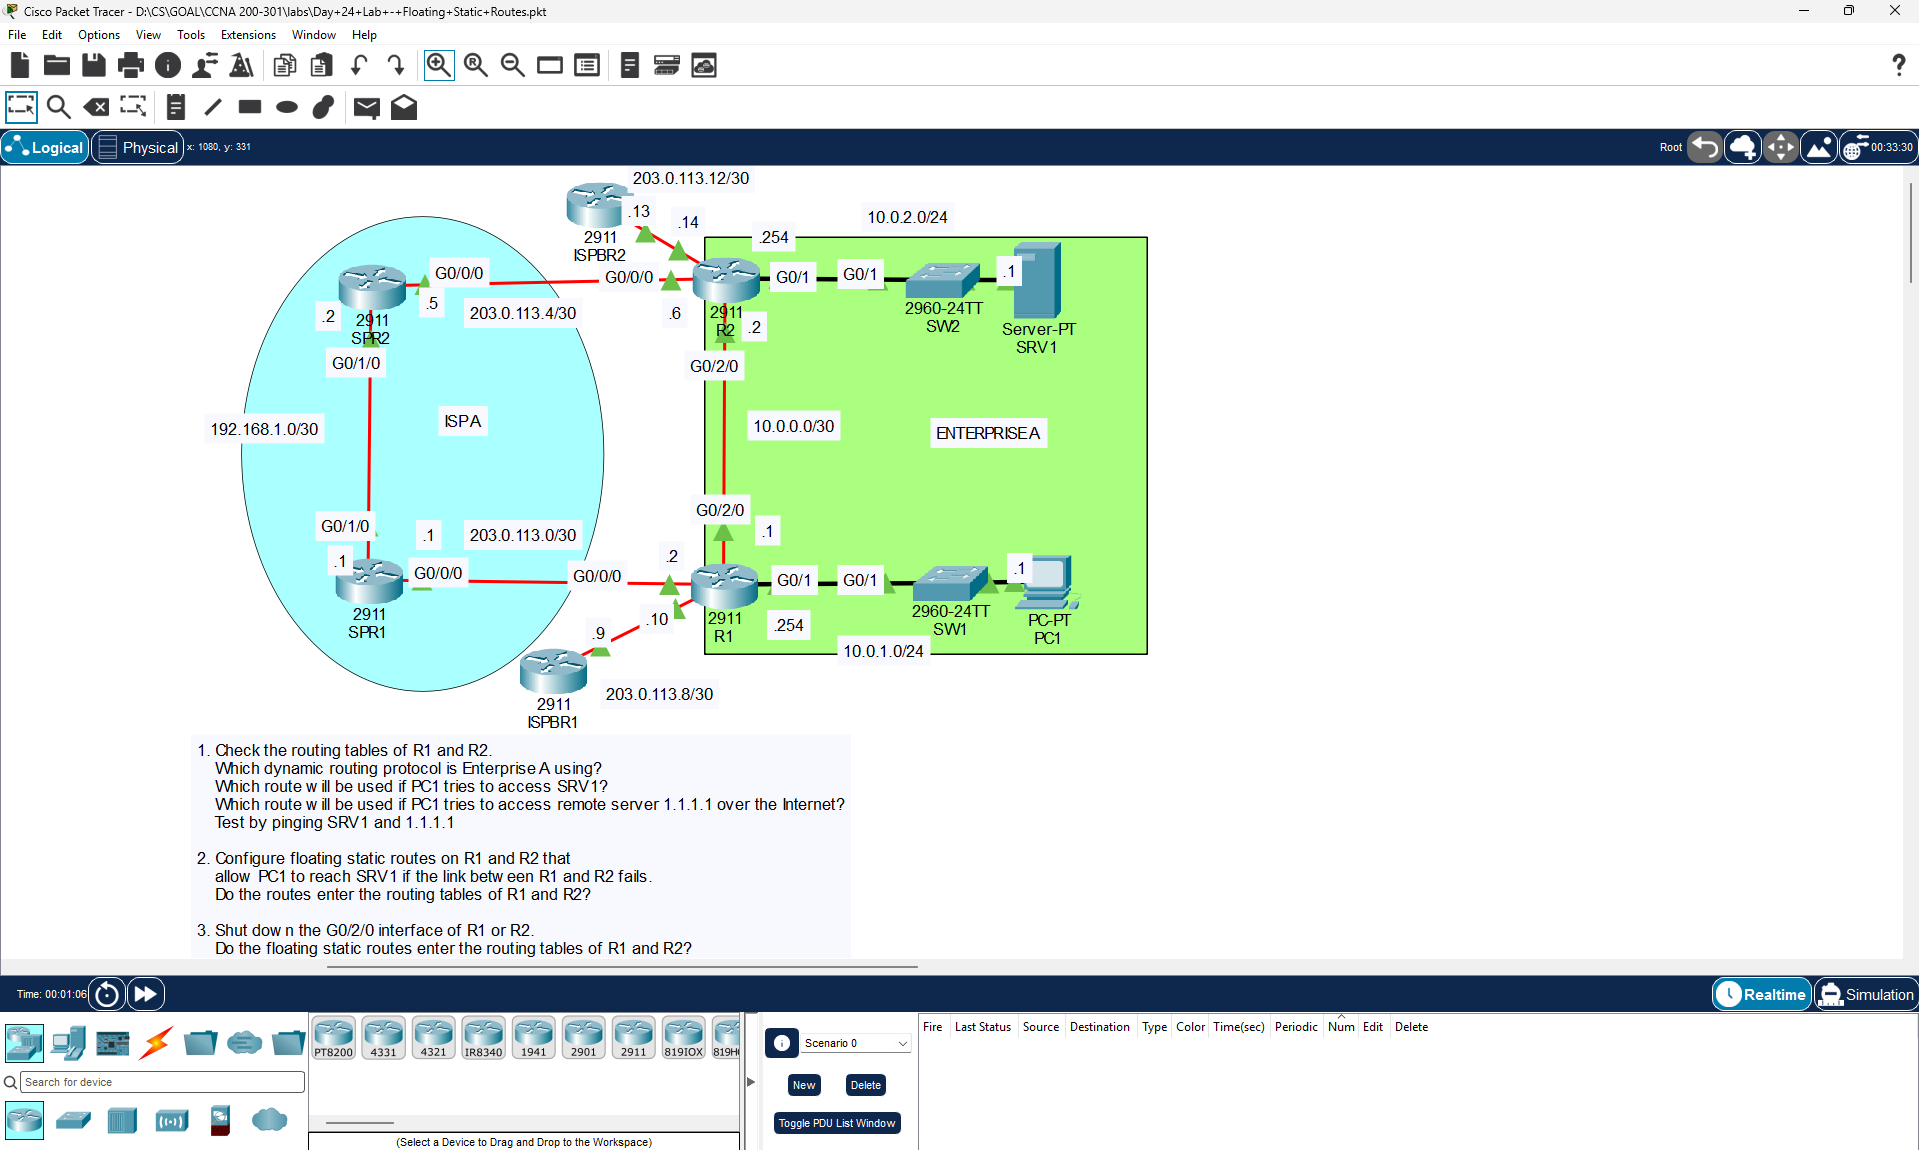 Cisco Packet Tracer - D:\CS\GOAL\CCNA 200-301\labs\Day+24+Lab+-+Floating+Static+Routes.pkt
File Edit Options View Tools Extensions Window Help
Logical Physical x: 1080, y: 331 Root 00:33:30
203.0.113.12/30
.13
.14
2911
ISPBR2
.254
10.0.2.0/24
G0/0/0
G0/0/0
G0/1
G0/1
.1
.2
.5
203.0.113.4/30
.6
2911
SPR2
2911
R2
.2
2960-24TT
SW2
Server-PT
SRV1
G0/1/0
G0/2/0
192.168.1.0/30
ISP A
10.0.0.0/30
ENTERPRISE A
G0/2/0
G0/1/0
.1
203.0.113.0/30
.1
.1
.2
G0/0/0
G0/0/0
G0/1
G0/1
.1
2911
SPR1
.9
.10
2911
R1
.254
2960-24TT
SW1
PC-PT
PC1
10.0.1.0/24
203.0.113.8/30
2911
ISPBR1
1. Check the routing tables of R1 and R2.
Which dynamic routing protocol is Enterprise A using?
Which route will be used if PC1 tries to access SRV1?
Which route will be used if PC1 tries to access remote server 1.1.1.1 over the Internet?
Test by pinging SRV1 and 1.1.1.1
2. Configure floating static routes on R1 and R2 that
allow PC1 to reach SRV1 if the link between R1 and R2 fails.
Do the routes enter the routing tables of R1 and R2?
3. Shut down the G0/2/0 interface of R1 or R2.
Do the floating static routes enter the routing tables of R1 and R2?
Time: 00:01:06 Realtime Simulation
PT8200 4331 4321 IR8340 1941 2901 2911 819IOX
Search for device
(Select a Device to Drag and Drop to the Workspace)
Scenario 0
New Delete
Toggle PDU List Window
Fire Last Status Source Destination Type Color Time(sec) Periodic Num Edit Delete